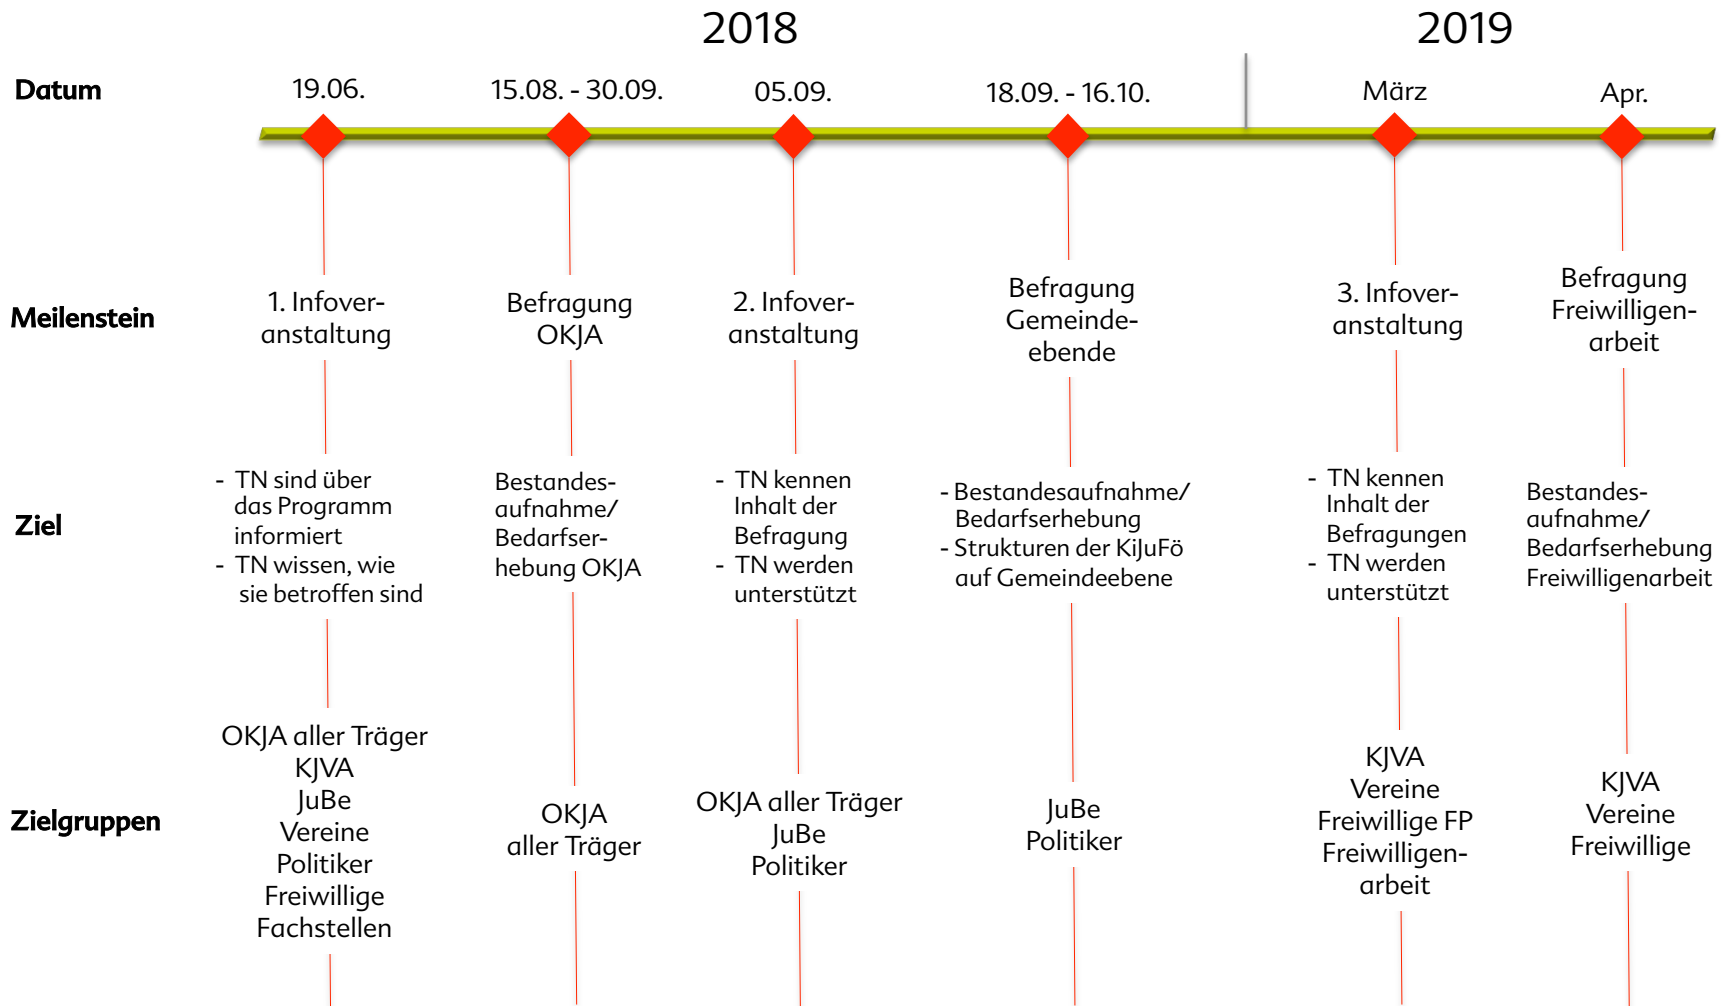 2018
2019
Datum
19.06.
15.08. - 30.09.
05.09.
18.09. - 16.10.
März
Apr.
Meilenstein
1. Infover-
anstaltung
Befragung
OKJA
2. Infover-
anstaltung
Befragung
Gemeinde-
ebende
3. Infover-
anstaltung
Befragung
Freiwilligen-
arbeit
Ziel
- TN sind über
das Programm
informiert
- TN wissen, wie
sie betroffen sind
Bestandes-
aufnahme/
Bedarfser-
hebung OKJA
- TN kennen
Inhalt der
Befragung
- TN werden
unterstützt
- Bestandesaufnahme/
Bedarfserhebung
- Strukturen der KiJuFö
auf Gemeindeebene
- TN kennen
Inhalt der
Befragungen
- TN werden
unterstützt
Bestandes-
aufnahme/
Bedarfserhebung
Freiwilligenarbeit
Zielgruppen
OKJA aller Träger
KJVA
JuBe
Vereine
Politiker
Freiwillige
Fachstellen
OKJA
aller Träger
OKJA aller Träger
JuBe
Politiker
JuBe
Politiker
KJVA
Vereine
Freiwillige FP
Freiwilligen-
arbeit
KJVA
Vereine
Freiwillige